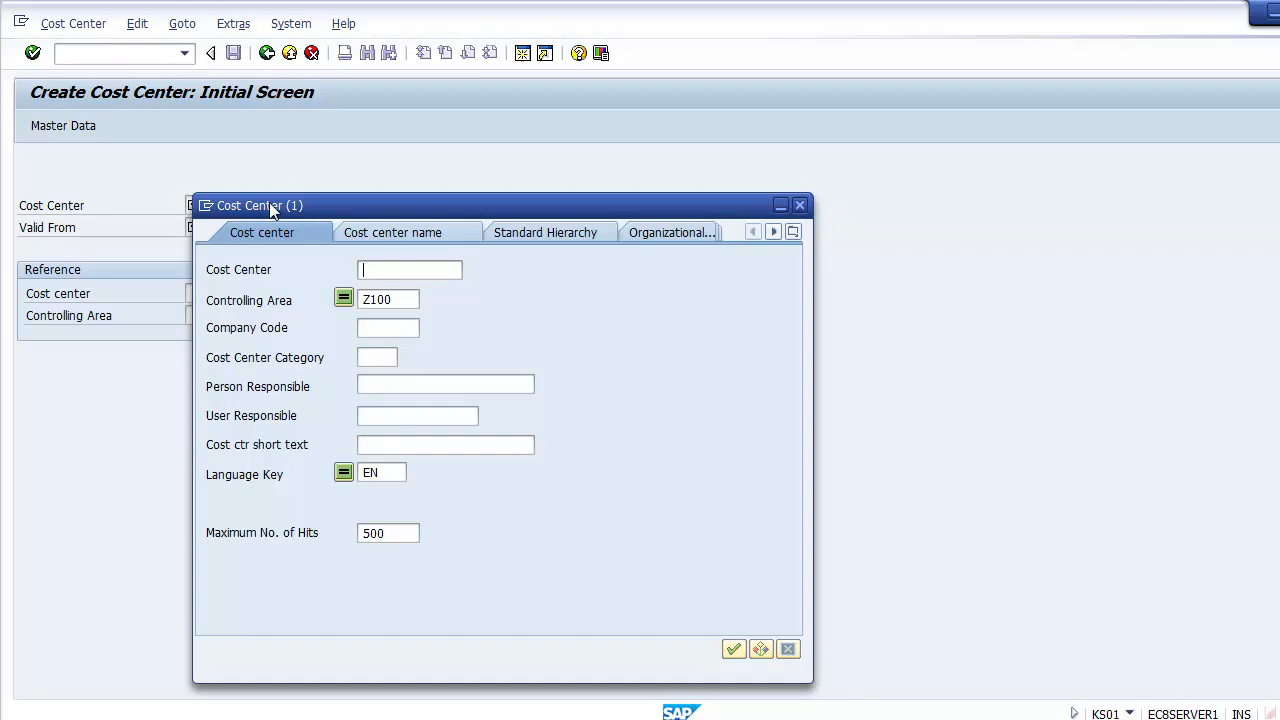 Cost Center Edit Goto Extras System Help
Create Cost Center: Initial Screen
Master Data
Cost Center
Valid From
Reference
Cost center
Controlling Area
Cost Center (1)
Cost center Cost center name Standard Hierarchy Organizational...
Cost Center
Controlling Area Z100
Company Code
Cost Center Category
Person Responsible
User Responsible
Cost ctr short text
Language Key EN
Maximum No. of Hits 500
SAP KS01 EC8SERVER1 INS